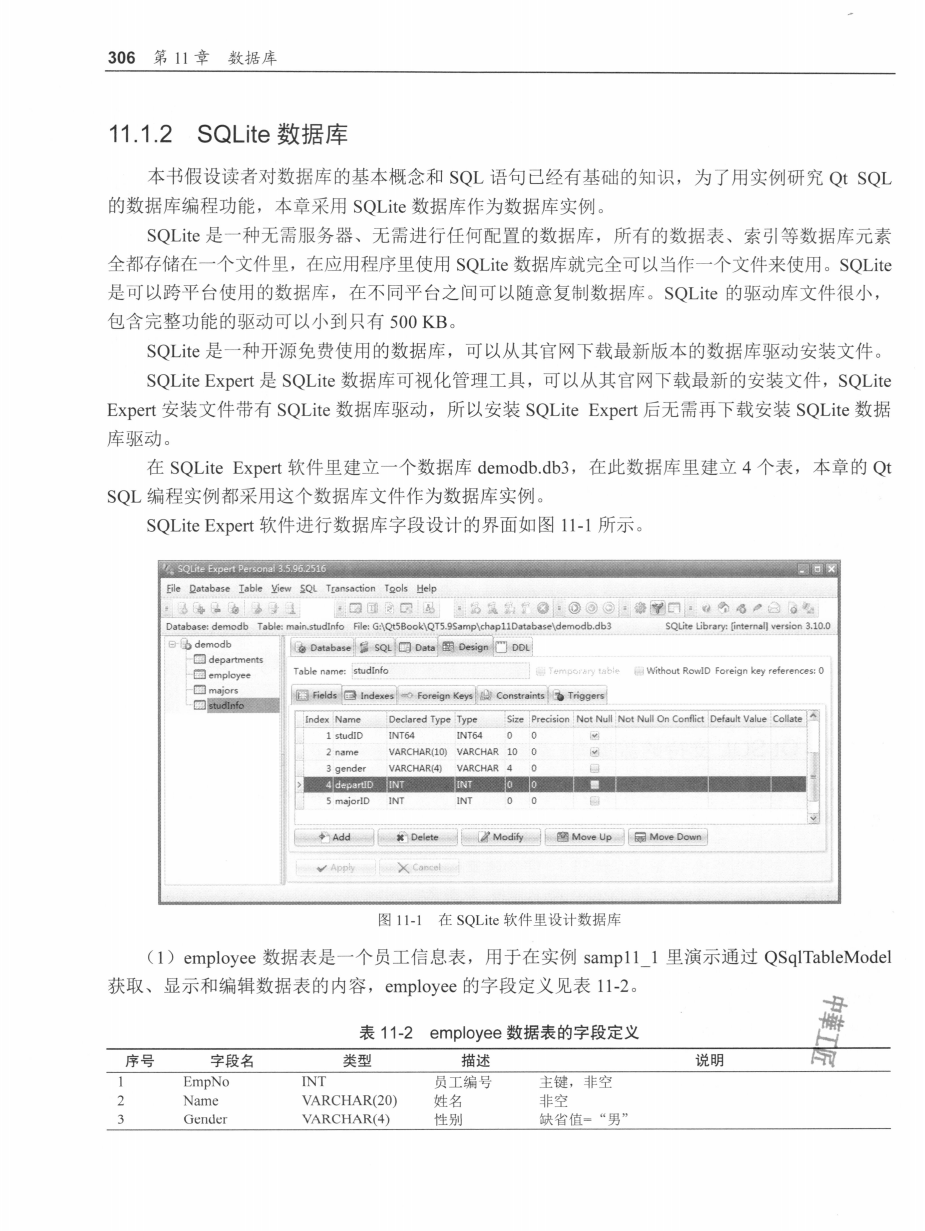 306 第 11 章 数据库
11.1.2 SQLite 数据库
本书假设读者对数据库的基本概念和 SQL 语句已经有基础的知识，为了用实例研究 Qt SQL
的数据库编程功能，本章采用 SQLite 数据库作为数据库实例。
SQLite 是一种无需服务器、无需进行任何配置的数据库，所有的数据表、索引等数据库元素
全都存储在一个文件里，在应用程序里使用 SQLite 数据库就完全可以当作一个文件来使用。SQLite
是可以跨平台使用的数据库，在不同平台之间可以随意复制数据库。SQLite 的驱动库文件很小，
包含完整功能的驱动可以小到只有 500 KB。
SQLite 是一种开源免费使用的数据库，可以从其官网下载最新版本的数据库驱动安装文件。
SQLite Expert 是 SQLite 数据库可视化管理工具，可以从其官网下载最新的安装文件，SQLite
Expert 安装文件带有 SQLite 数据库驱动，所以安装 SQLite Expert 后无需再下载安装 SQLite 数据
库驱动。
在 SQLite Expert 软件里建立一个数据库 demodb.db3，在此数据库里建立 4 个表，本章的 Qt
SQL 编程实例都采用这个数据库文件作为数据库实例。
SQLite Expert 软件进行数据库字段设计的界面如图 11-1 所示。
SQLite Expert Personal 3.5.96.2516
File Database Table View SQL Transaction Tools Help
Database: demodb Table: main.studInfo File: G:\Qt5Book\QT5.9Samp\chap11Database\demodb.db3 SQLite Library: [internal] version 3.10.0
demodb
departments
employee
majors
studInfo
Database SQL Data Design DDL
Table name: studInfo Temporary table Without RowID Foreign key references: 0
Fields Indexes Foreign Keys Constraints Triggers
Index Name Declared Type Type Size Precision Not Null Not Null On Conflict Default Value Collate
1 studID INT64 INT64 0 0
2 name VARCHAR(10) VARCHAR 10 0
3 gender VARCHAR(4) VARCHAR 4 0
4 departID INT INT 0 0
5 majorID INT INT 0 0
Add Delete Modify Move Up Move Down
Apply Cancel
图 11-1 在 SQLite 软件里设计数据库
（1）employee 数据表是一个员工信息表，用于在实例 samp11_1 里演示通过 QSqlTableModel
获取、显示和编辑数据表的内容，employee 的字段定义见表 11-2。
中華工匠
表 11-2 employee 数据表的字段定义
序号 字段名 类型 描述 说明
1 EmpNo INT 员工编号 主键，非空
2 Name VARCHAR(20) 姓名 非空
3 Gender VARCHAR(4) 性别 缺省值=“男”